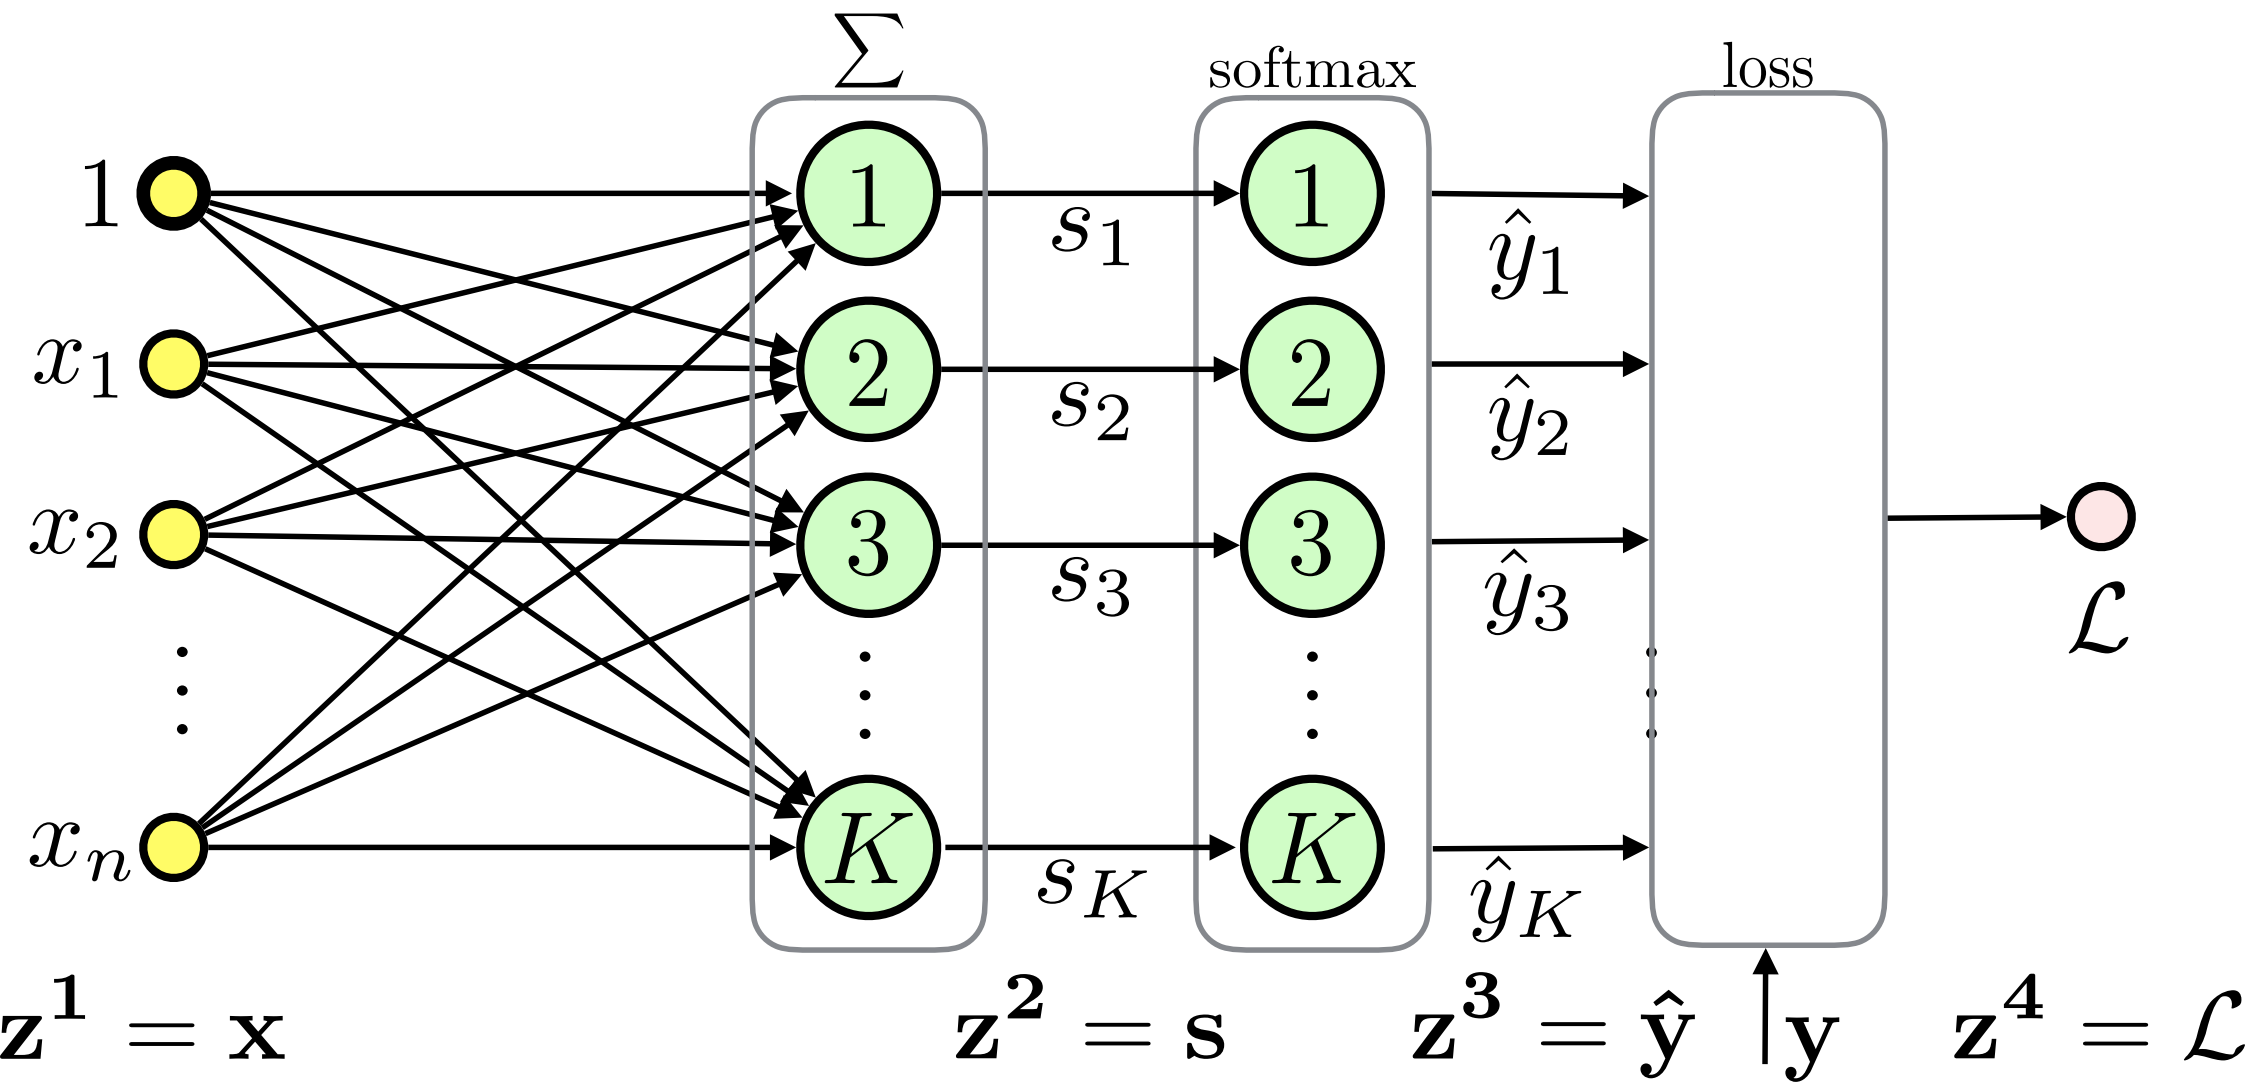 ∑ softmax loss
1 1 1
s₁ ŷ₁
x₁ 2 2
s₂ ŷ₂
x₂ 3 3
s₃ ŷ₃
ℒ
⋮ ⋮ ⋮ ⋮
xₙ K K
s_K ŷ_K
z¹ = x z² = s z³ = ŷ y z⁴ = ℒ